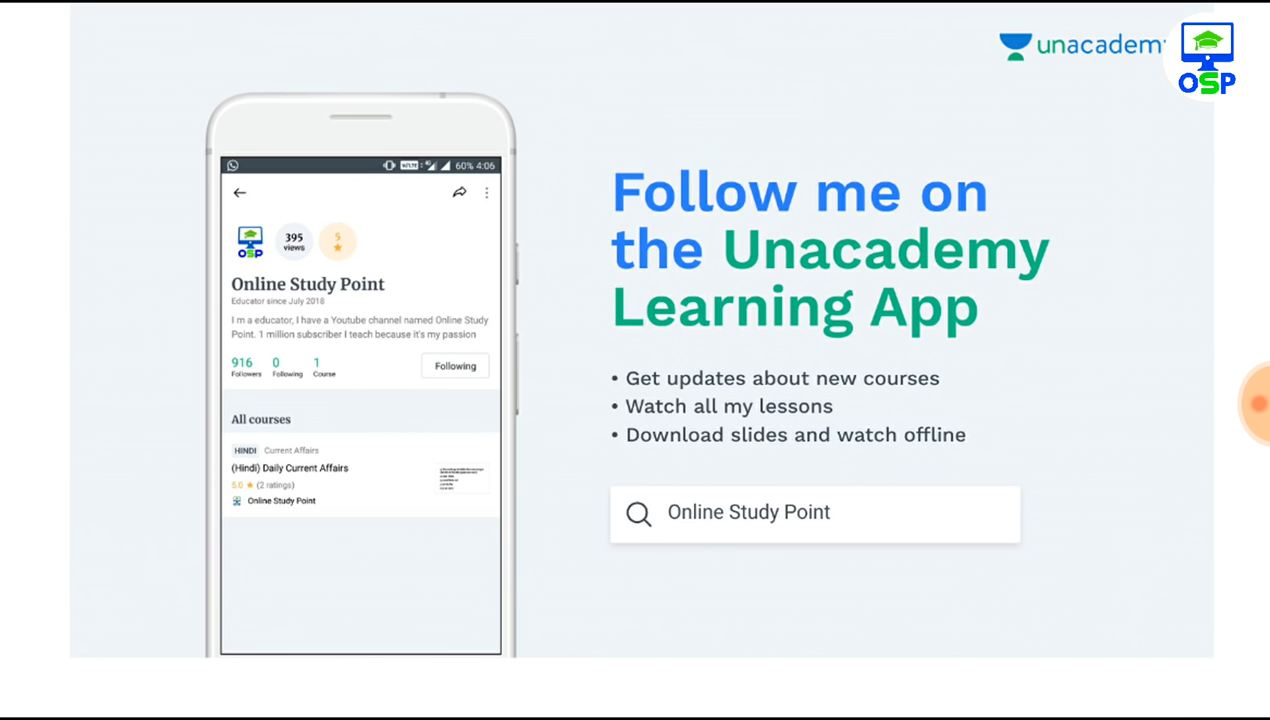 unacadem
OSP
60% 4:06
395
views
5
OSP
Online Study Point
Educator since July 2018
I m a educator, I have a Youtube channel named Online Study
Point. 1 million subscriber I teach because it's my passion
916
Followers
0
Following
1
Course
Following
All courses
HINDI Current Affairs
(Hindi) Daily Current Affairs
5.0 ★ (2 ratings)
Online Study Point
Follow me on
the Unacademy
Learning App
• Get updates about new courses
• Watch all my lessons
• Download slides and watch offline
Online Study Point